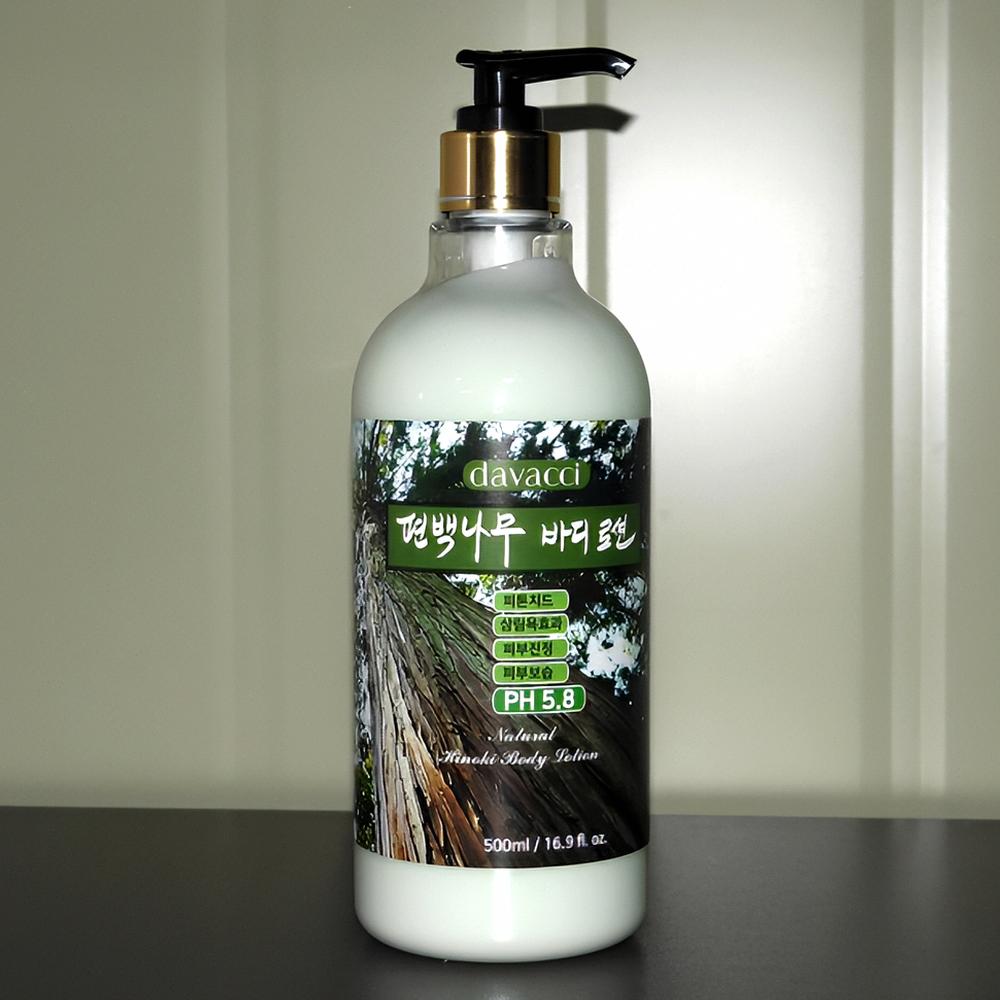 davacci
편백나무 바디 로션
피톤치드
삼림욕효과
피부진정
피부보습
PH 5.8
Natural
Hinoki Body Lotion
500ml / 16.9 fl. oz.